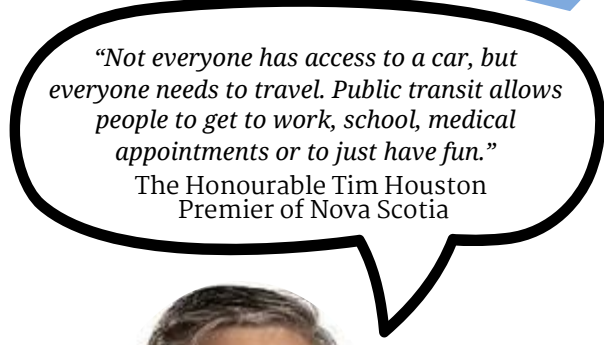 “Not everyone has access to a car, but
everyone needs to travel. Public transit allows
people to get to work, school, medical
appointments or to just have fun.”
The Honourable Tim Houston
Premier of Nova Scotia